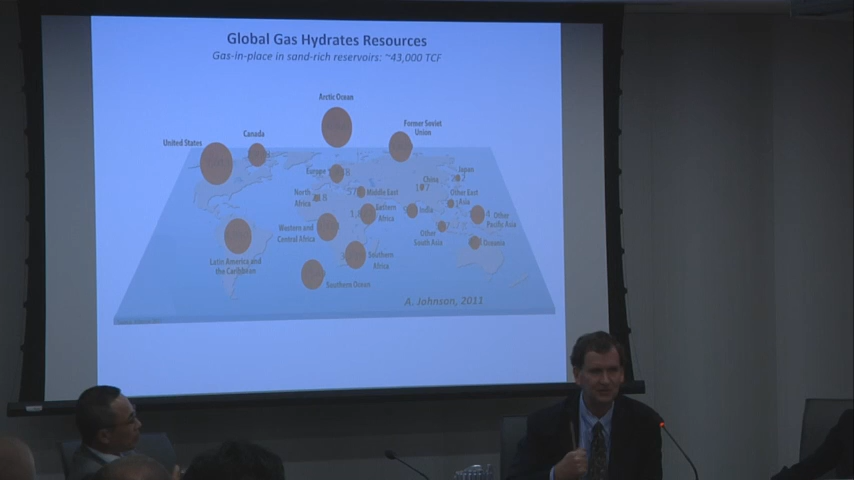 Global Gas Hydrates Resources
Gas-in-place in sand-rich reservoirs: ~43,000 TCF
Arctic Ocean
Former Soviet
Union
Canada
United States
Europe
Japan
China
177
North
Africa
Middle East
Other East
Asia
Eastern
Africa
India
Other
Pacific Asia
Western and
Central Africa
Other
South Asia
Oceania
Latin America and
the Caribbean
Southern
Africa
Southern Ocean
A. Johnson, 2011